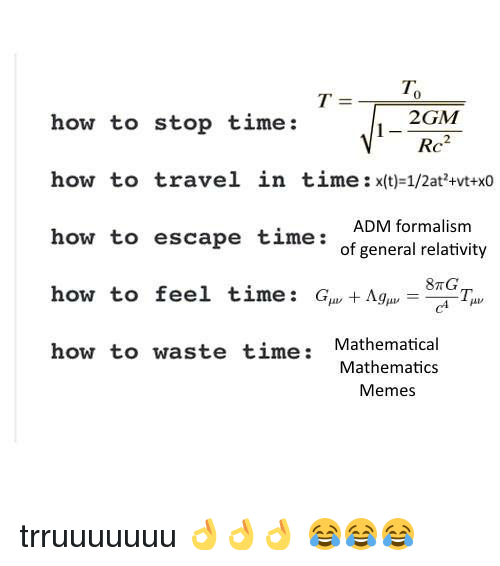 how to stop time: T = T₀ / √(1 − 2GM / Rc²)
how to travel in time: x(t)=1/2at²+vt+x0
how to escape time: ADM formalism
of general relativity
how to feel time: Gμν + Λgμν = 8πG / c⁴ Tμν
how to waste time: Mathematical
Mathematics
Memes
trruuuuuuu 👌👌👌 😂😂😂